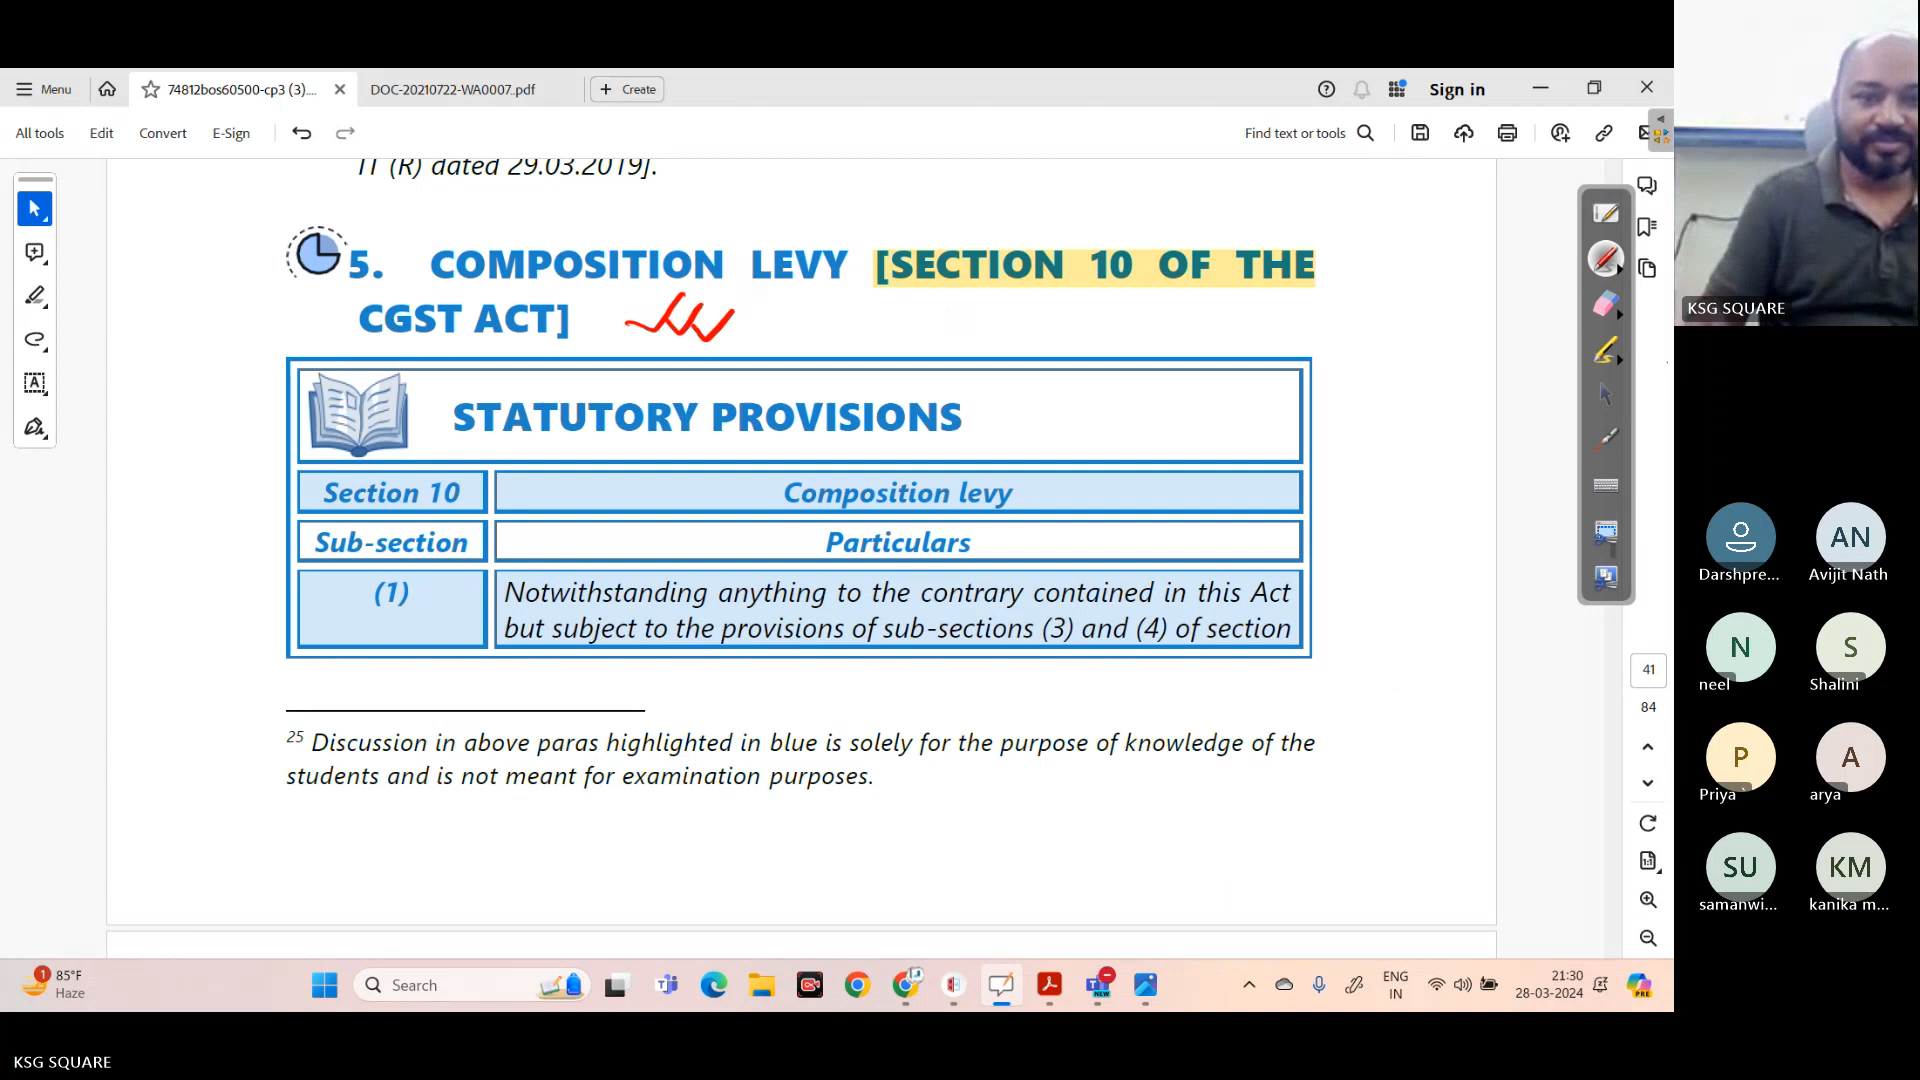 Menu
74812bos60500-cp3 (3)....
DOC-20210722-WA0007..pdf
Create
Sign in
All tools
Edit
Convert
E-Sign
Find text or tools
IT (R) dated 29.03.2019].
5. COMPOSITION LEVY [SECTION 10 OF THE
CGST ACT]
STATUTORY PROVISIONS
Section 10
Composition levy
Sub-section
Particulars
(1)
Notwithstanding anything to the contrary contained in this Act
but subject to the provisions of sub-sections (3) and (4) of section
25 Discussion in above paras highlighted in blue is solely for the purpose of knowledge of the
students and is not meant for examination purposes.
41
84
KSG SQUARE
Darshpre...
AN
Avijit Nath
N
neel
S
Shalini
P
Priya `
A
arya
SU
samanwi...
KM
kanika m...
1
85°F
Haze
Search
NEW
ENG
IN
21:30
28-03-2024
PRE
KSG SQUARE